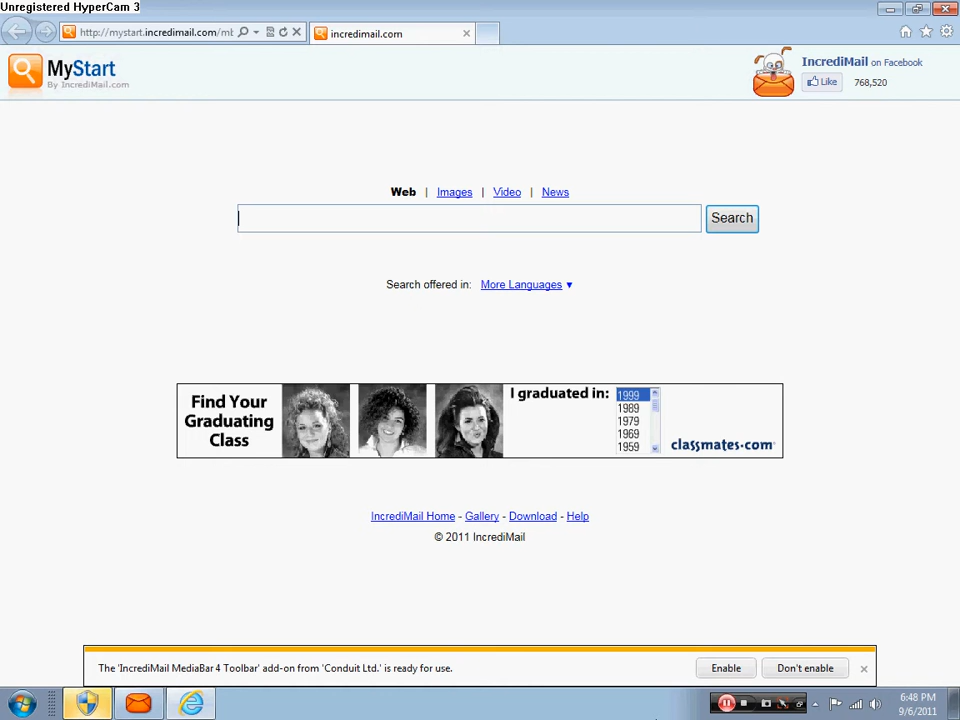 Unregistered HyperCam 3
http://mystart.incredimail.com/mb
incredimail.com
MyStart
By IncrediMail.com
IncrediMail on Facebook
Like 768,520
Web | Images | Video | News
Search
Search offered in: More Languages ▼
Find Your
Graduating
Class
I graduated in:
1999
1989
1979
1969
1959
classmates.com
IncrediMail Home - Gallery - Download - Help
© 2011 IncrediMail
The 'IncrediMail MediaBar 4 Toolbar' add-on from 'Conduit Ltd.' is ready for use.
Enable
Don't enable
6:48 PM
9/6/2011